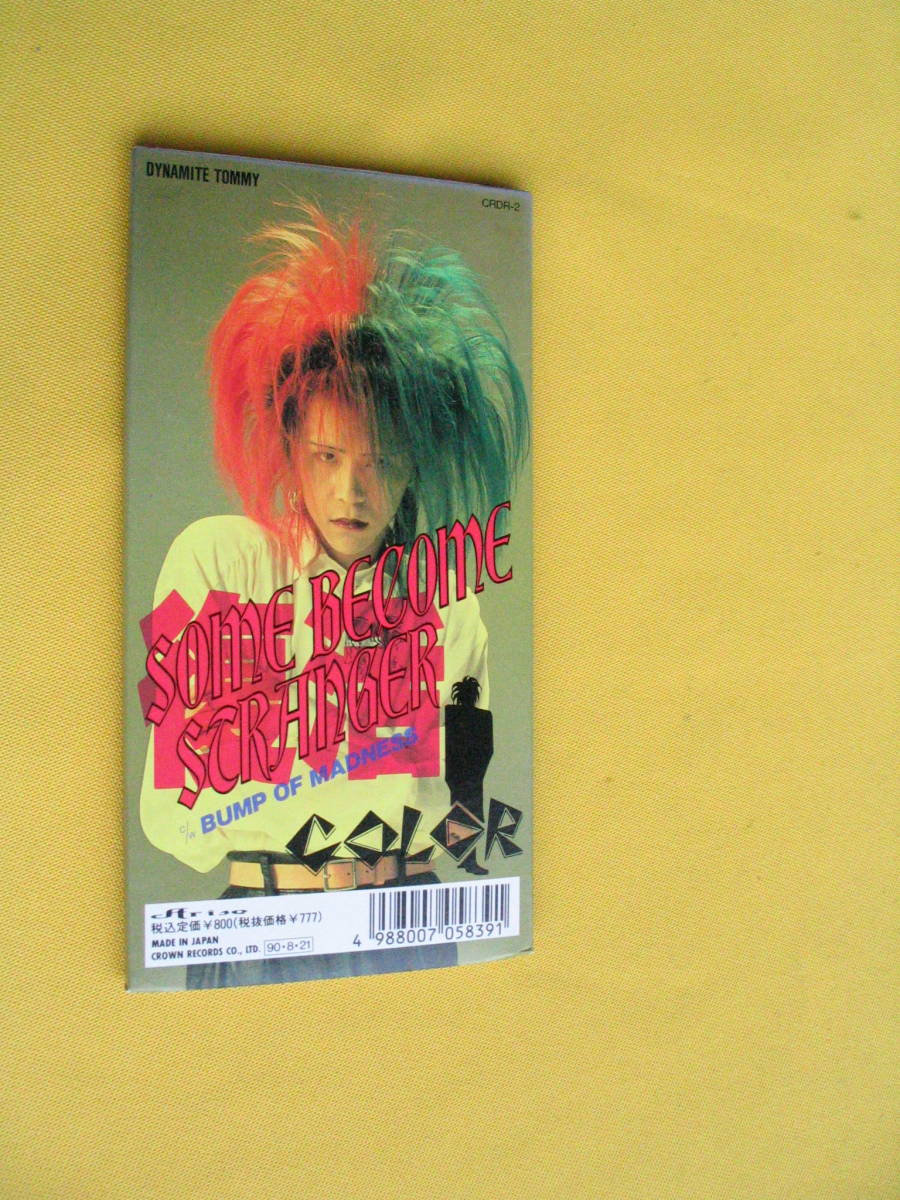 DYNAMITE TOMMY
CRDR-2
SOME BECOME
STRANGER
c/w BUMP OF MADNESS
COLOR
税込定価¥800(税抜価格¥777)
MADE IN JAPAN
CROWN RECORDS CO., LTD. 90・8・21
4 988007 058391